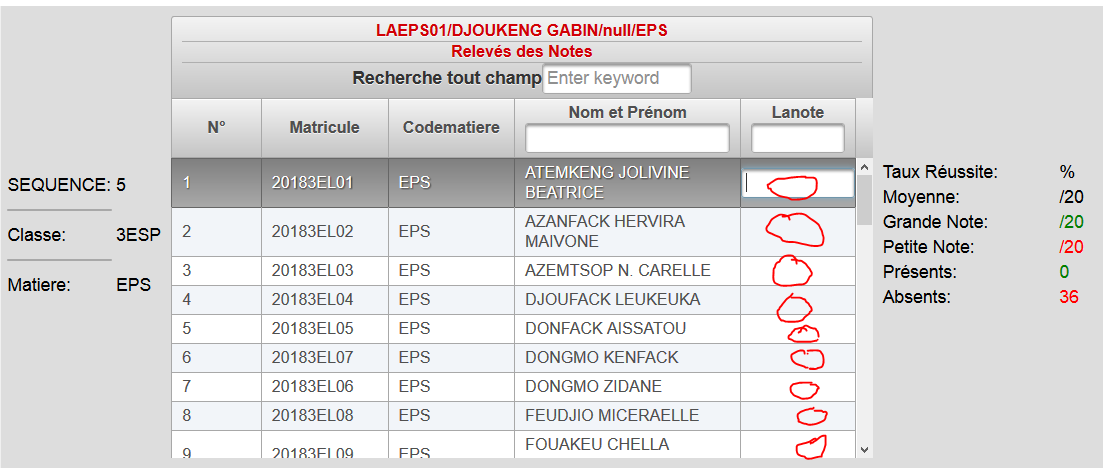 LAEPS01/DJOUKENG GABIN/null/EPS
Relevés des Notes
Recherche tout champ Enter keyword
N° Matricule Codematiere Nom et Prénom Lanote
1 20183EL01 EPS ATEMKENG JOLIVINE
BEATRICE
2 20183EL02 EPS AZANFACK HERVIRA
MAIVONE
3 20183EL03 EPS AZEMTSOP N. CARELLE
4 20183EL04 EPS DJOUFACK LEUKEUKA
5 20183EL05 EPS DONFACK AISSATOU
6 20183EL07 EPS DONGMO KENFACK
7 20183EL06 EPS DONGMO ZIDANE
8 20183EL08 EPS FEUDJIO MICERAELLE
9 20183EL09 EPS FOUAKEU CHELLA
SEQUENCE: 5
Classe: 3ESP
Matiere: EPS
Taux Réussite: %
Moyenne: /20
Grande Note: /20
Petite Note: /20
Présents: 0
Absents: 36